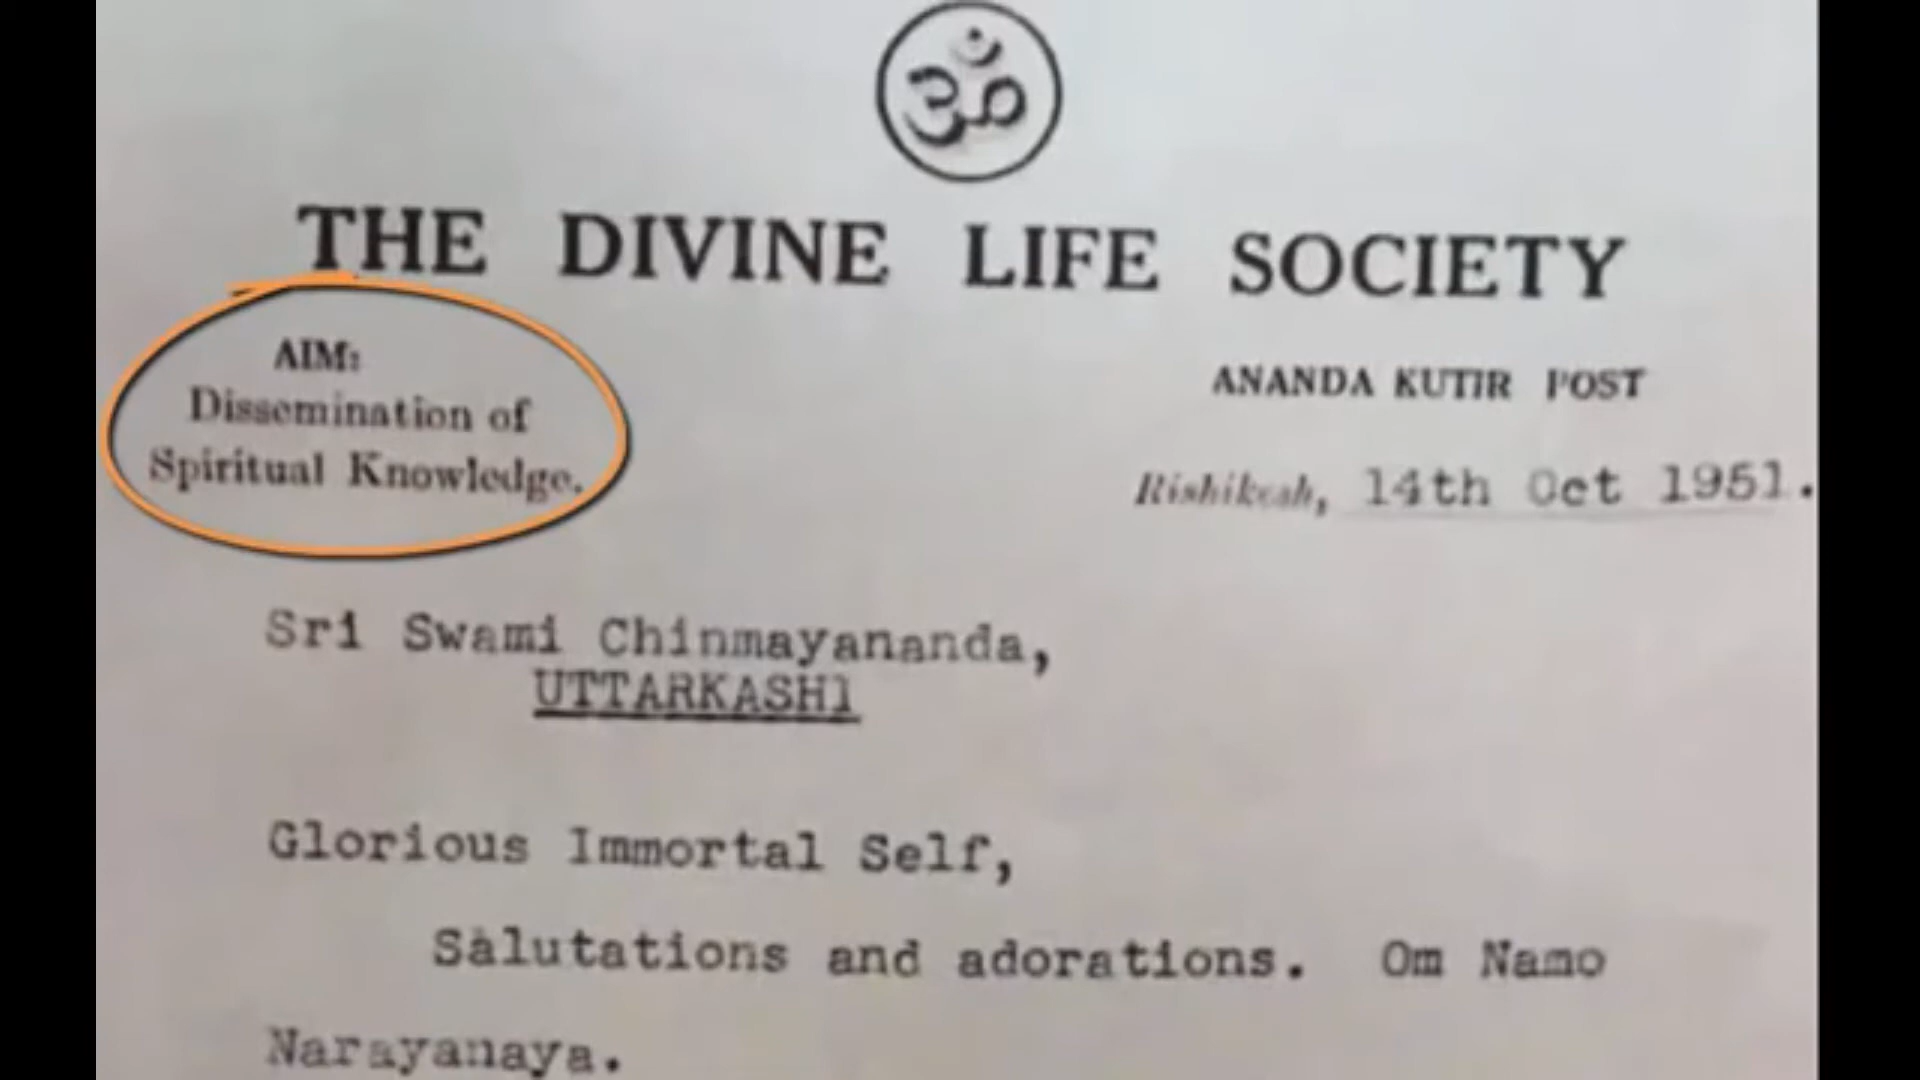 ॐ
THE DIVINE LIFE SOCIETY
AIM:
Dissemination of
Spiritual Knowledge.
ANANDA KUTIR POST
Rishikesh, 14th Oct 1951.
Sri Swami Chinmayananda,
UTTARKASHI
Glorious Immortal Self,
Salutations and adorations. Om Namo
Narayanaya.